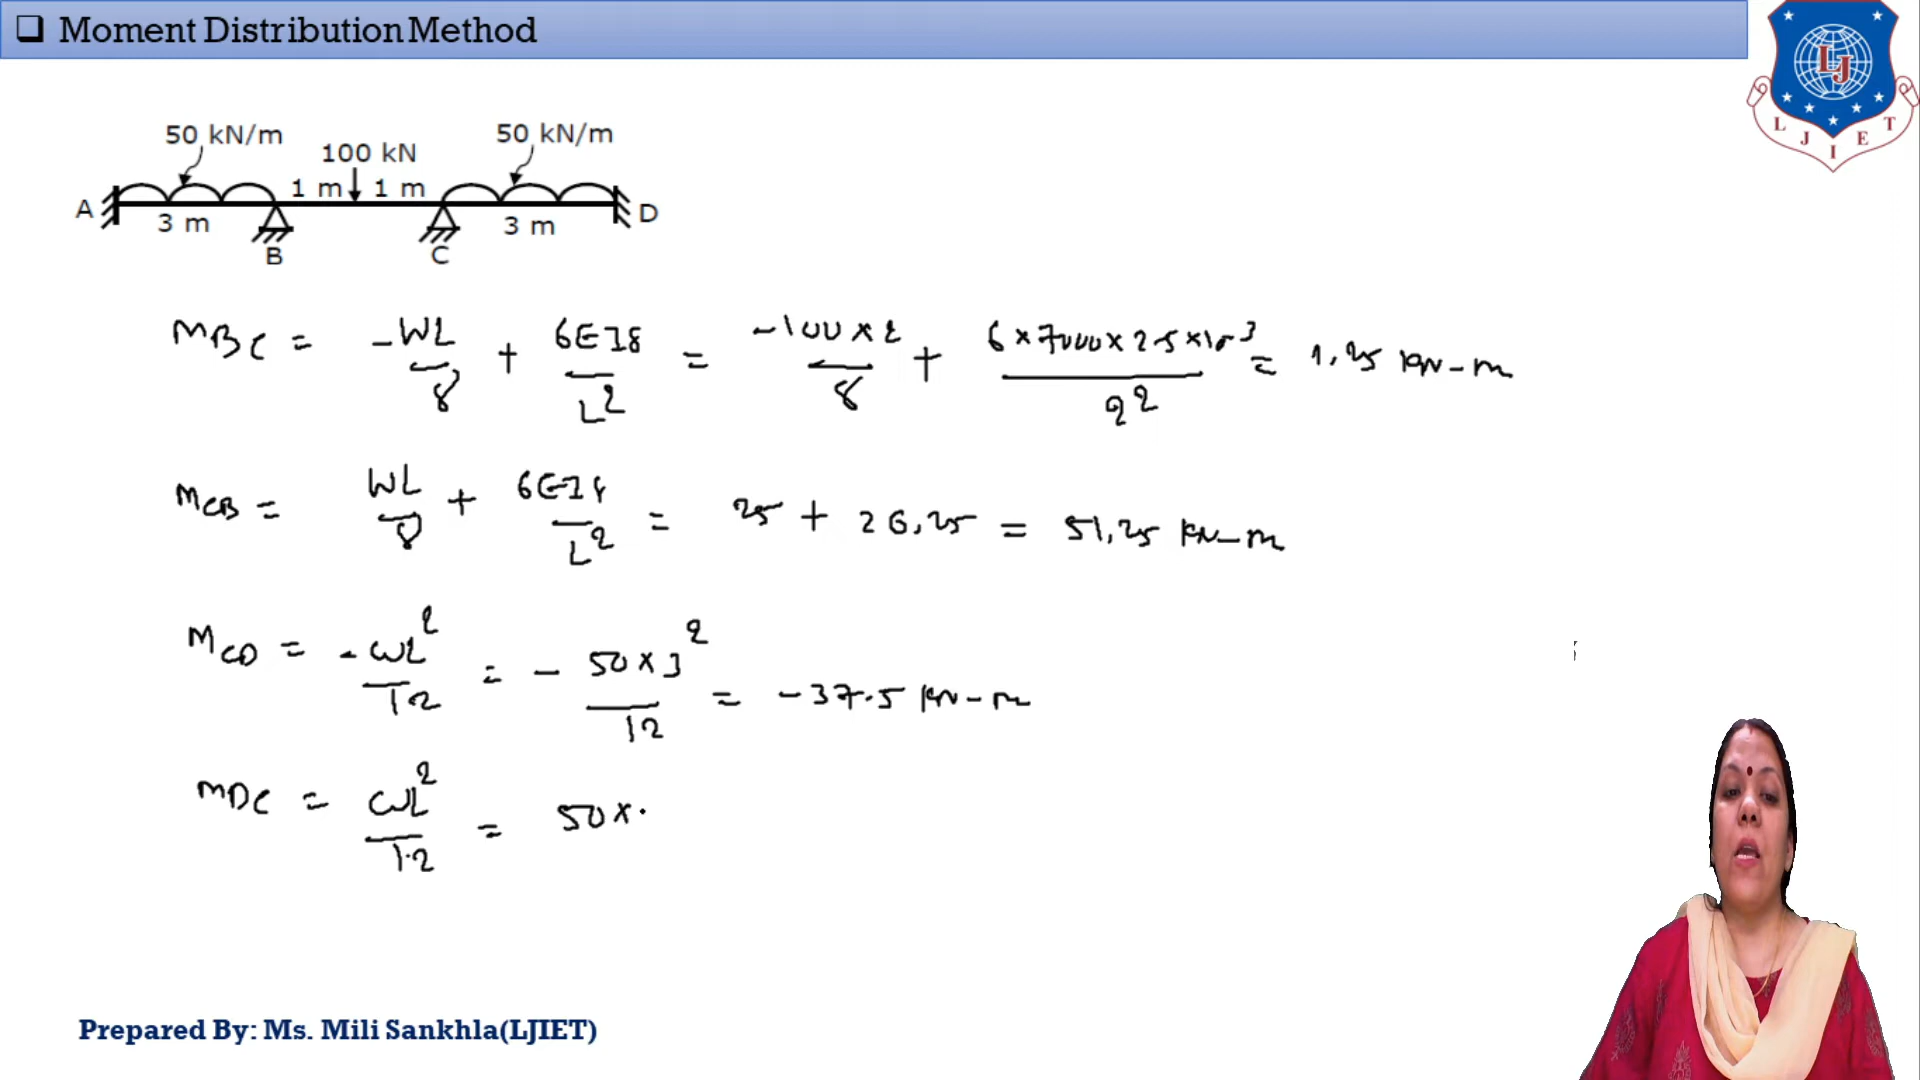 ❑ Moment Distribution Method
LJ
L J I E T
50 kN/m
100 kN
50 kN/m
1 m 1 m
A
3 m
B
C
3 m
D
MBC = -WL/8 + 6EIδ/L² = -100×2/8 + 6×7000×2.5×10⁻³/2² = 1.25 kN-m
MCB = WL/8 + 6EIδ/L² = 25 + 26.25 = 51.25 kN-m
MCD = -WL²/12 = - 50×3²/12 = -37.5 kN-m
MDC = WL²/12 = 50×
Prepared By: Ms. Mili Sankhla(LJIET)